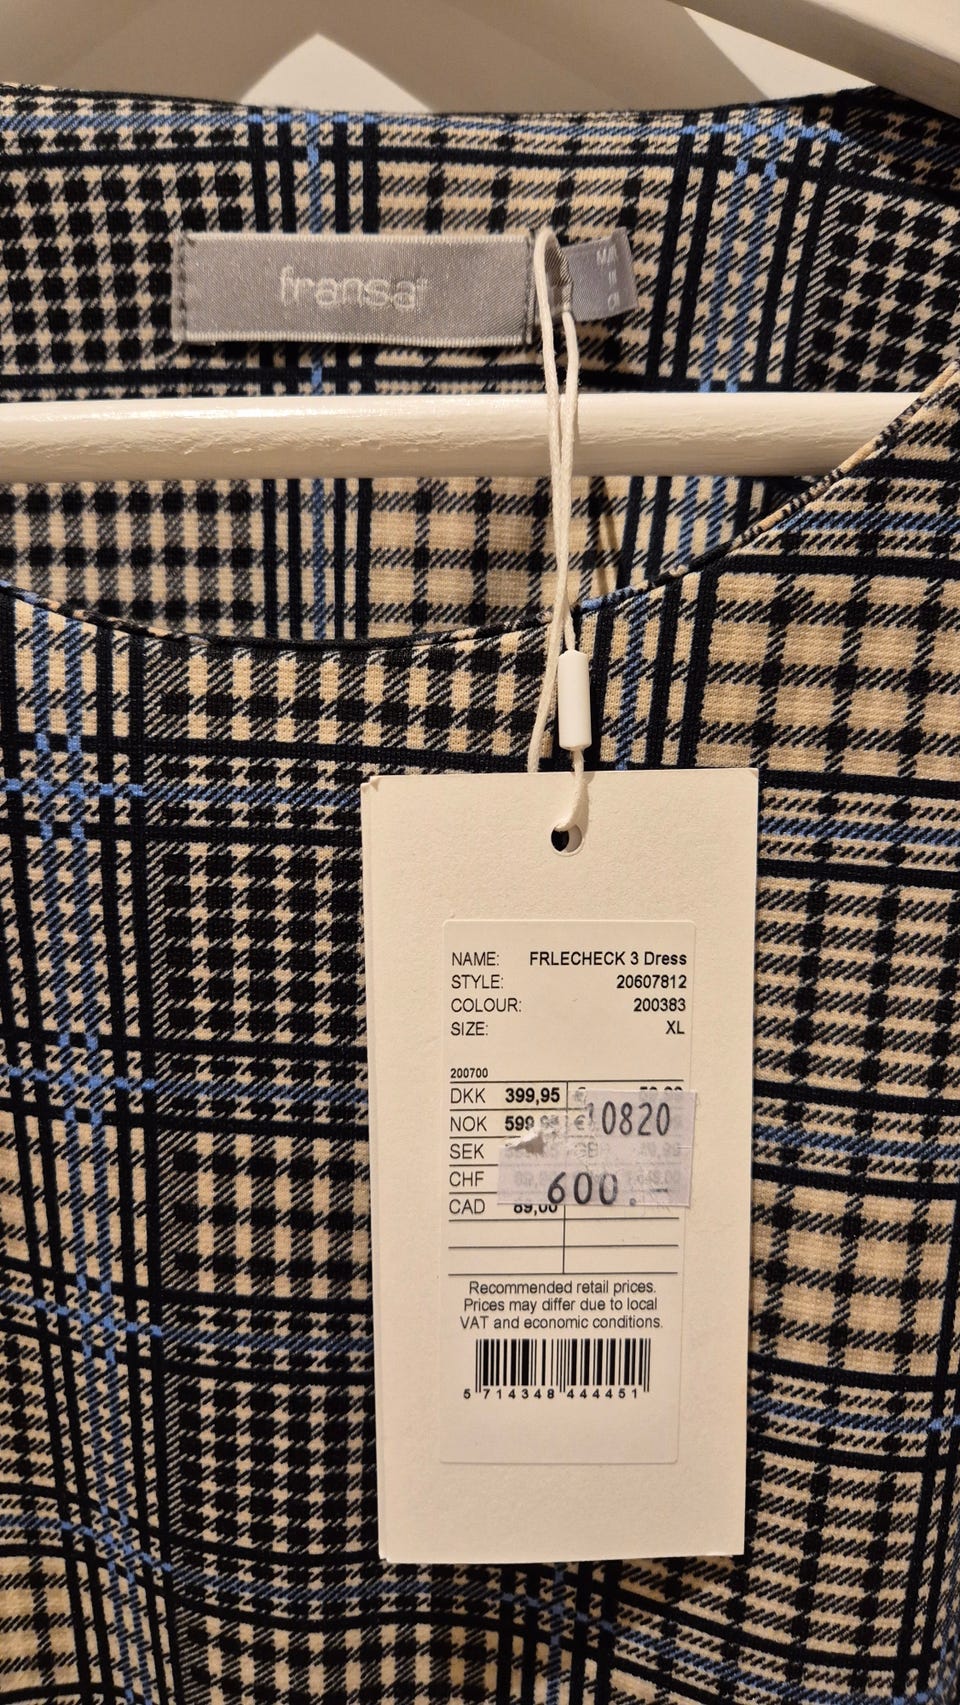 fransa
NAME: FRLECHECK 3 Dress
STYLE: 20607812
COLOUR: 200383
SIZE: XL
200700
DKK 399,95 €
NOK 599
0820
SEK
CHF
600.-
CAD 89,00
Recommended retail prices.
Prices may differ due to local
VAT and economic conditions.
5 714348 444451